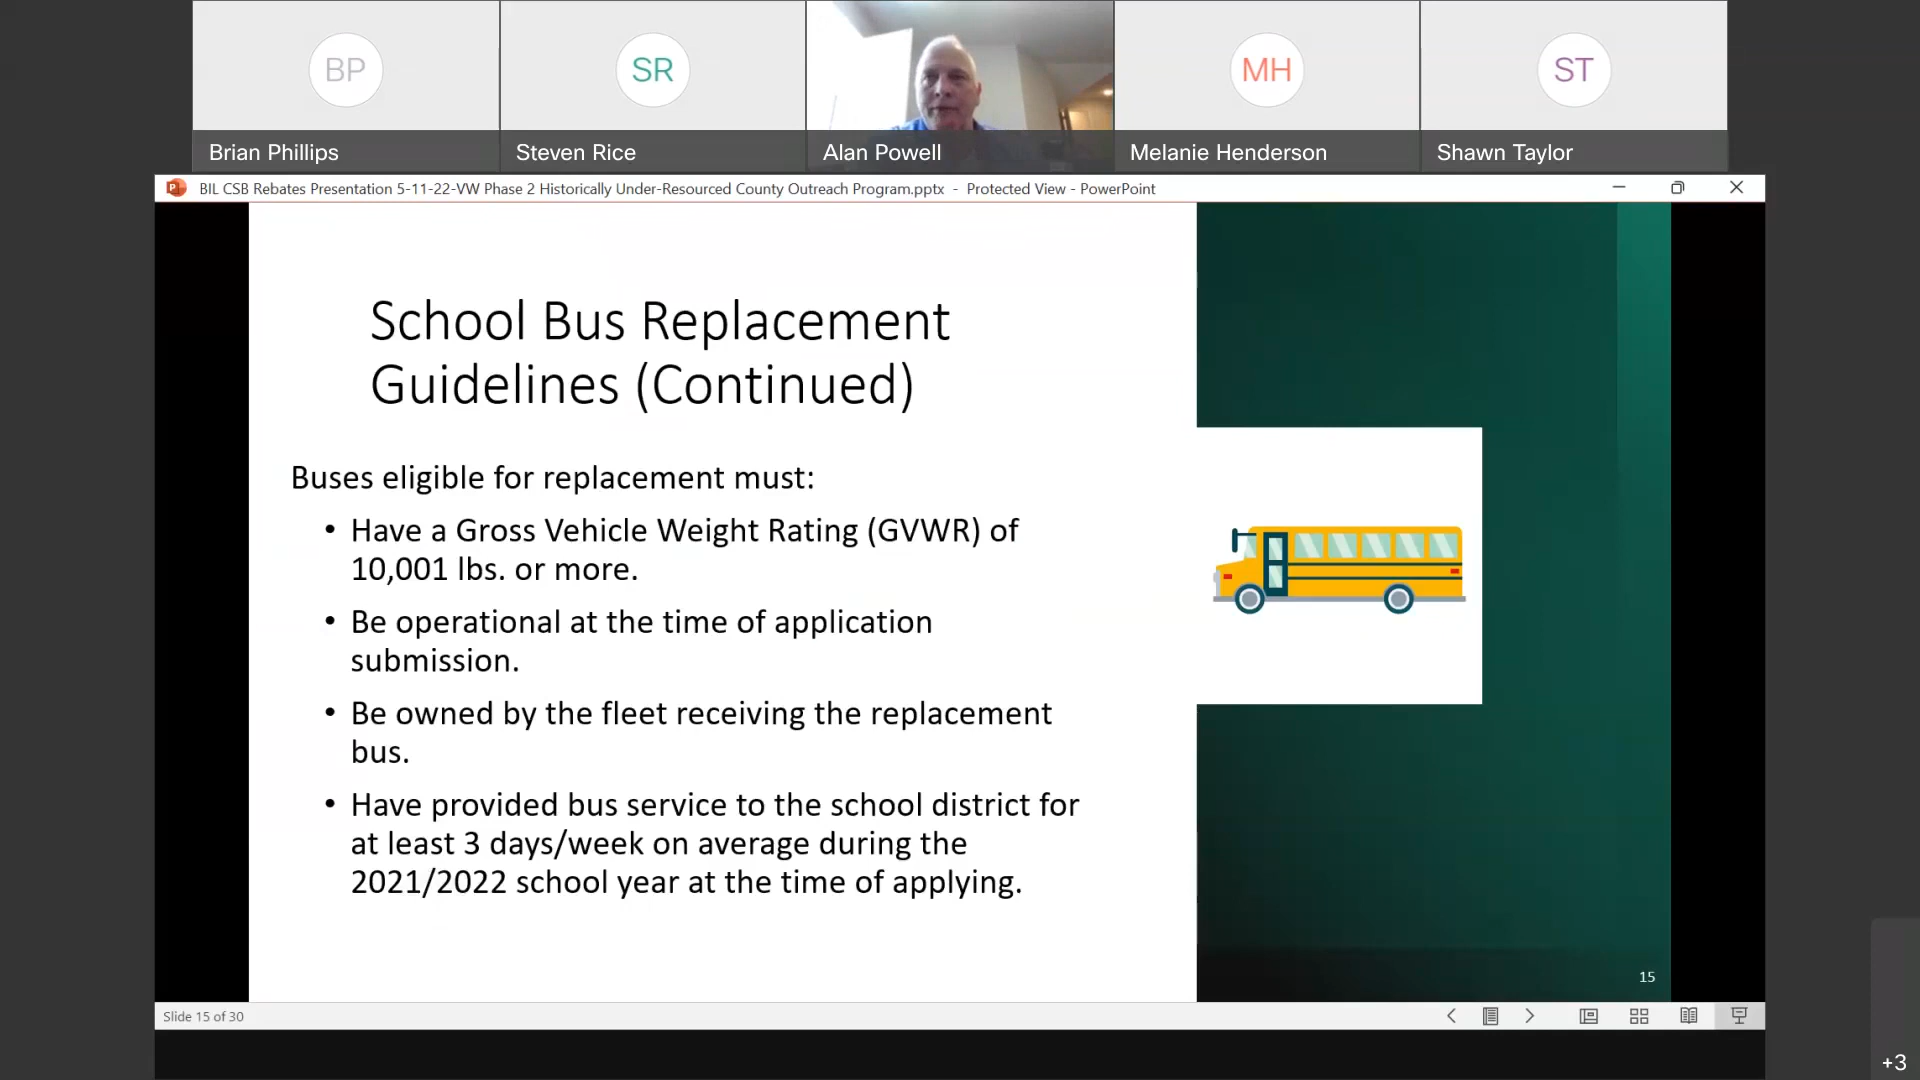 BP
SR
MH
ST
Brian Phillips
Steven Rice
Alan Powell
Melanie Henderson
Shawn Taylor
BIL CSB Rebates Presentation 5-11-22-VW Phase 2 Historically Under-Resourced County Outreach Program.pptx - Protected View - PowerPoint
School Bus Replacement
Guidelines (Continued)
Buses eligible for replacement must:
• Have a Gross Vehicle Weight Rating (GVWR) of
10,001 lbs. or more.
• Be operational at the time of application
submission.
• Be owned by the fleet receiving the replacement
bus.
• Have provided bus service to the school district for
at least 3 days/week on average during the
2021/2022 school year at the time of applying.
15
Slide 15 of 30
+3